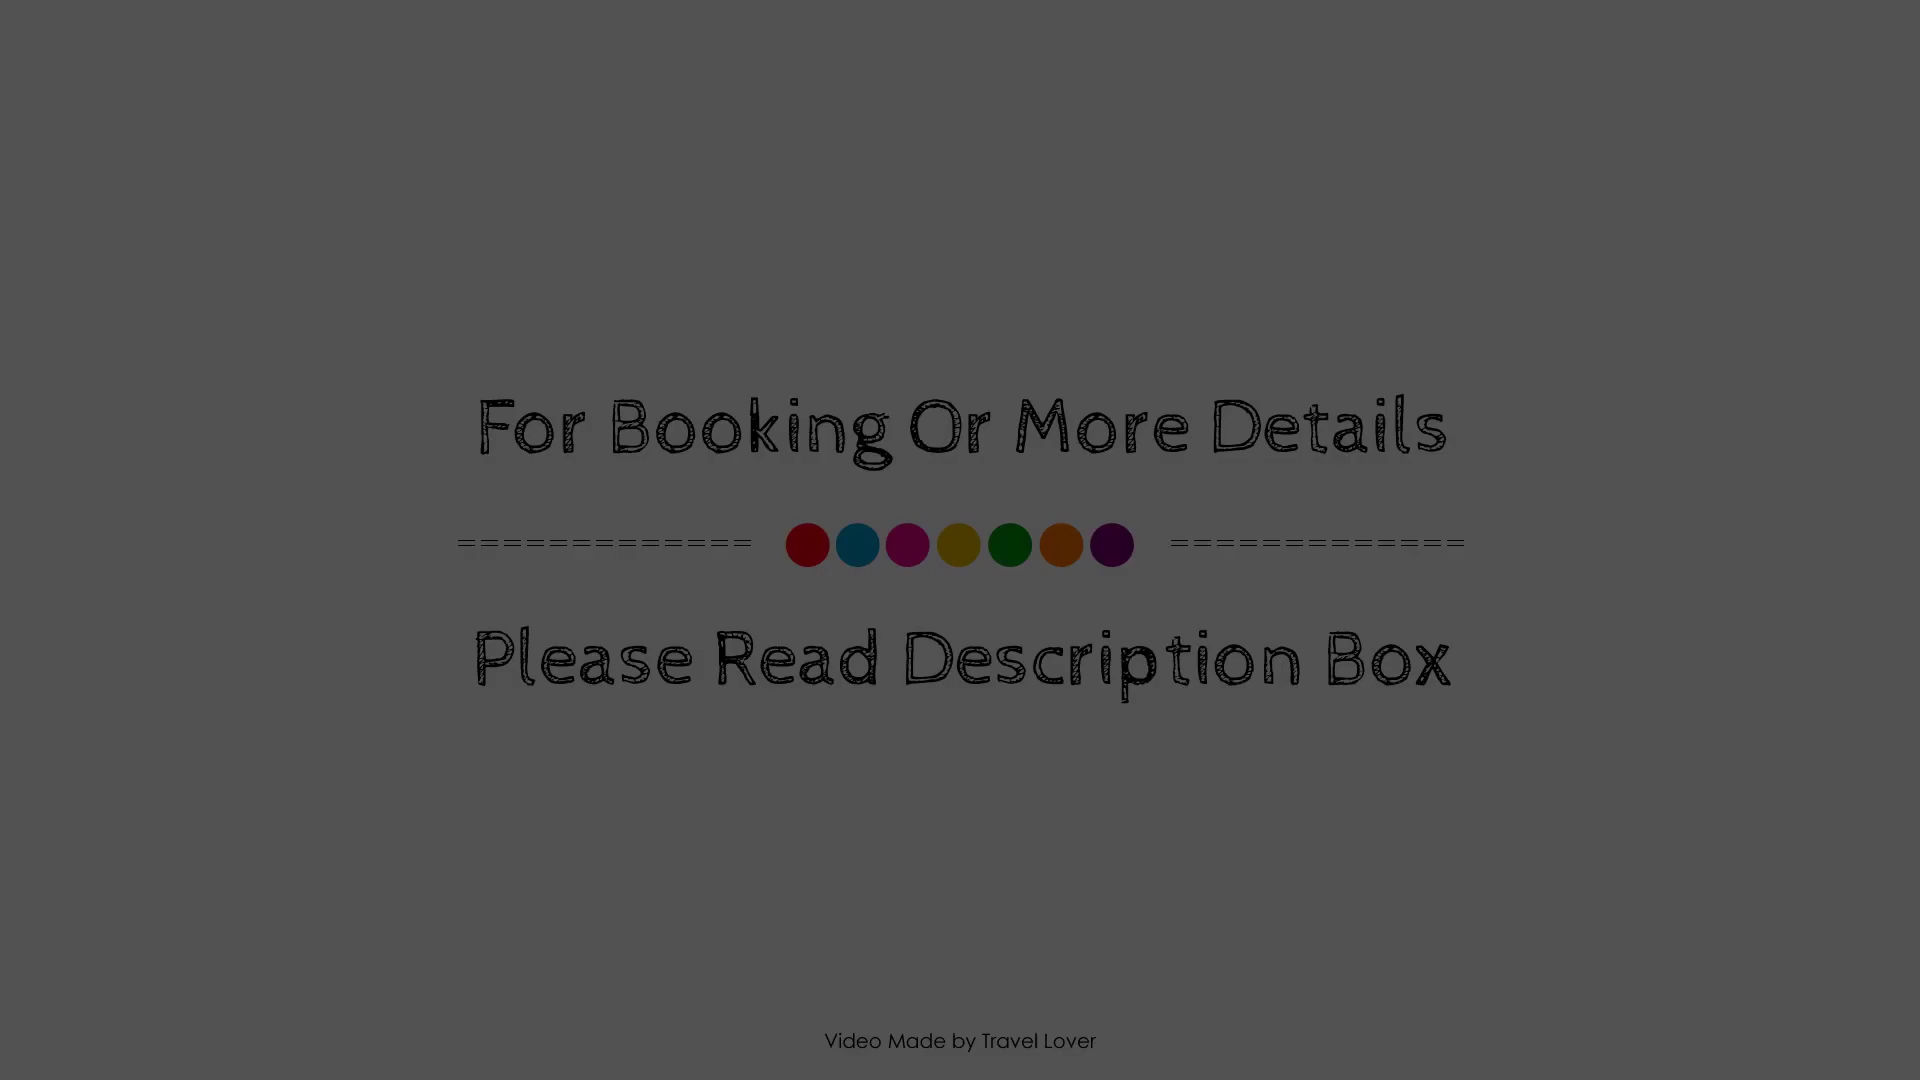 For Booking Or More Details
============= =============
Please Read Description Box
Video Made by Travel Lover